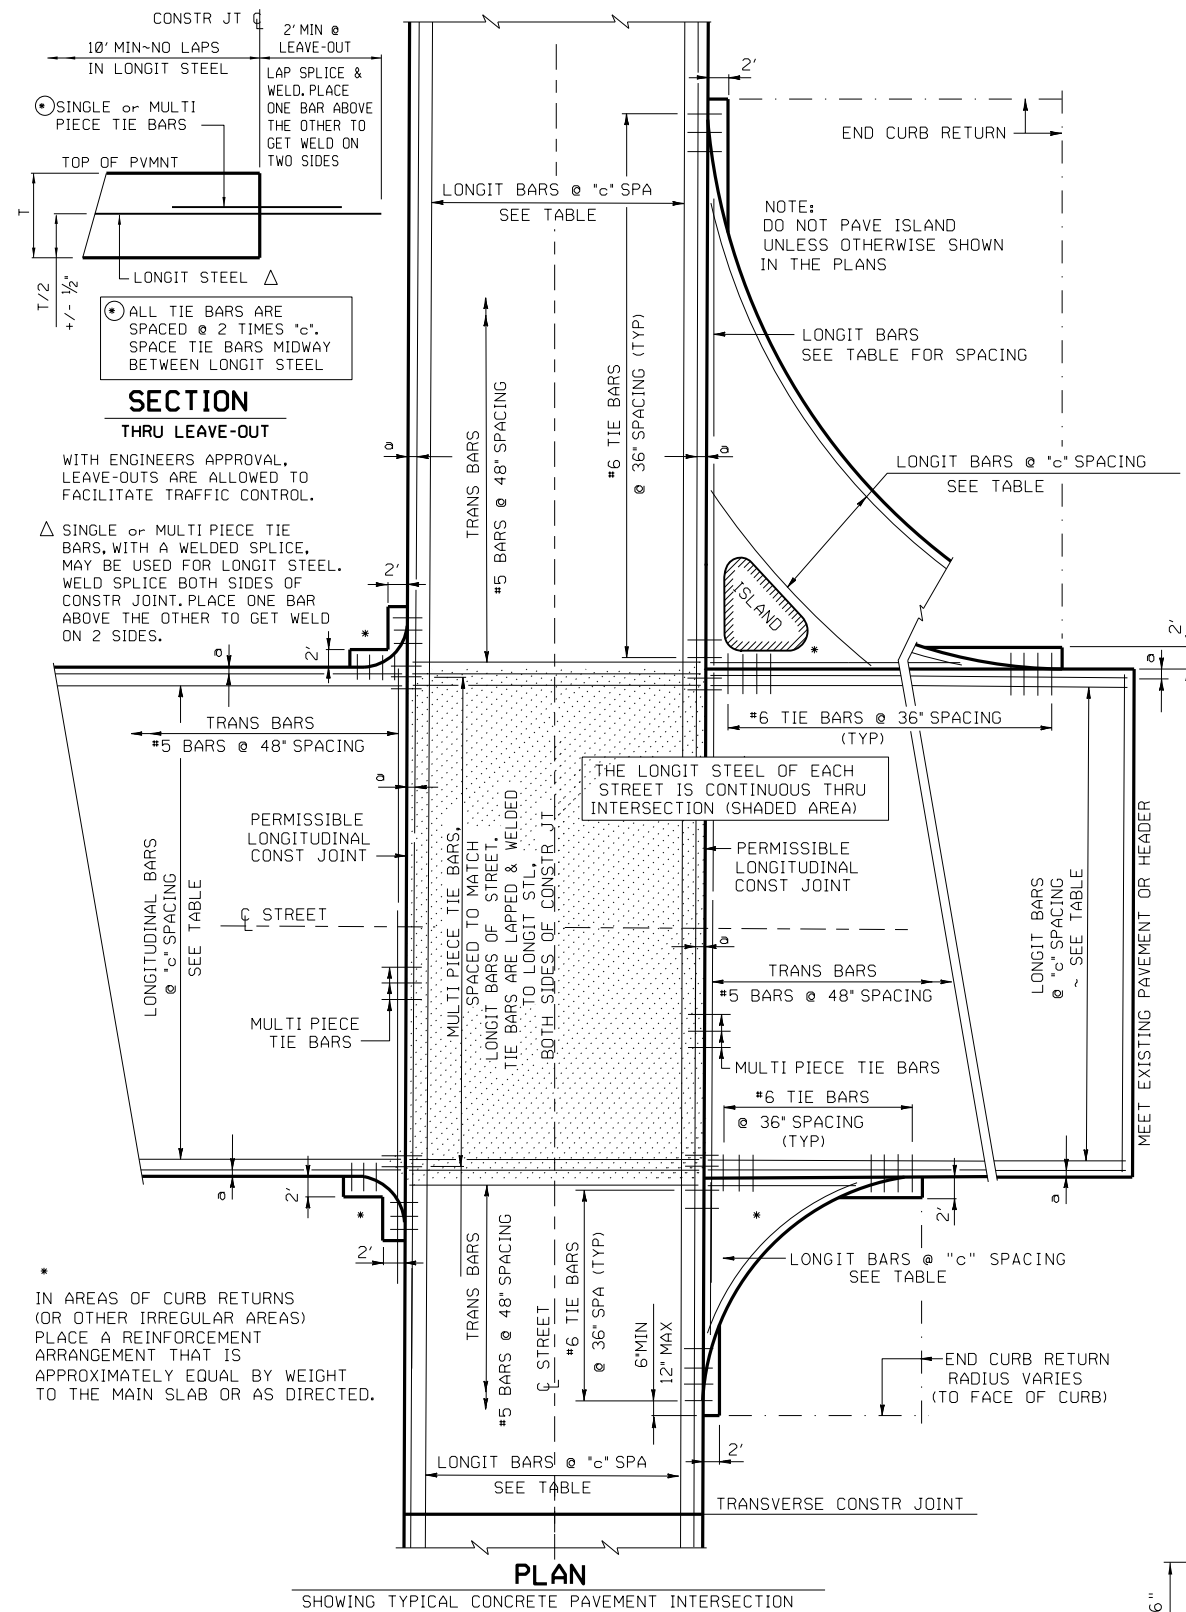 CONSTR JT ℄
2' MIN @
LEAVE-OUT
10' MIN~NO LAPS
IN LONGIT STEEL
LAP SPLICE &
WELD. PLACE
ONE BAR ABOVE
THE OTHER TO
GET WELD ON
TWO SIDES
* SINGLE or MULTI
PIECE TIE BARS
TOP OF PVMNT
T
T/2
+/- 1/2"
LONGIT STEEL △
* ALL TIE BARS ARE
SPACED @ 2 TIMES "c".
SPACE TIE BARS MIDWAY
BETWEEN LONGIT STEEL
SECTION
THRU LEAVE-OUT
WITH ENGINEERS APPROVAL,
LEAVE-OUTS ARE ALLOWED TO
FACILITATE TRAFFIC CONTROL.
△ SINGLE or MULTI PIECE TIE
BARS, WITH A WELDED SPLICE,
MAY BE USED FOR LONGIT STEEL.
WELD SPLICE BOTH SIDES OF
CONSTR JOINT. PLACE ONE BAR
ABOVE THE OTHER TO GET WELD
ON 2 SIDES.
LONGIT BARS @ "c" SPA
SEE TABLE
2'
END CURB RETURN
NOTE:
DO NOT PAVE ISLAND
UNLESS OTHERWISE SHOWN
IN THE PLANS
LONGIT BARS
SEE TABLE FOR SPACING
#6 TIE BARS
@ 36" SPACING (TYP)
TRANS BARS
#5 BARS @ 48" SPACING
a
a
LONGIT BARS @ "c" SPACING
SEE TABLE
ISLAND
*
2'
*
2'
a
2'
a
TRANS BARS
#5 BARS @ 48" SPACING
#6 TIE BARS @ 36" SPACING
(TYP)
THE LONGIT STEEL OF EACH
STREET IS CONTINUOUS THRU
INTERSECTION (SHADED AREA)
a
PERMISSIBLE
LONGITUDINAL
CONST JOINT
PERMISSIBLE
LONGITUDINAL
CONST JOINT
LONGITUDINAL BARS
@ "c" SPACING
SEE TABLE
℄ STREET
MULTI PIECE TIE BARS,
SPACED TO MATCH
LONGIT BARS OF STREET.
TIE BARS ARE LAPPED & WELDED
TO LONGIT STL,
BOTH SIDES OF CONSTR JT
a
TRANS BARS
#5 BARS @ 48" SPACING
LONGIT BARS
@ "c" SPACING
~ SEE TABLE
MEET EXISTING PAVEMENT OR HEADER
MULTI PIECE
TIE BARS
MULTI PIECE TIE BARS
#6 TIE BARS
@ 36" SPACING
(TYP)
a
2'
*
2'
2'
a
*
TRANS BARS
#5 BARS @ 48" SPACING
℄ STREET
#6 TIE BARS
@ 36" SPA (TYP)
6" MIN
12" MAX
LONGIT BARS @ "c" SPACING
SEE TABLE
END CURB RETURN
RADIUS VARIES
(TO FACE OF CURB)
*
IN AREAS OF CURB RETURNS
(OR OTHER IRREGULAR AREAS)
PLACE A REINFORCEMENT
ARRANGEMENT THAT IS
APPROXIMATELY EQUAL BY WEIGHT
TO THE MAIN SLAB OR AS DIRECTED.
2'
LONGIT BARS @ "c" SPA
SEE TABLE
TRANSVERSE CONSTR JOINT
PLAN
SHOWING TYPICAL CONCRETE PAVEMENT INTERSECTION
6"